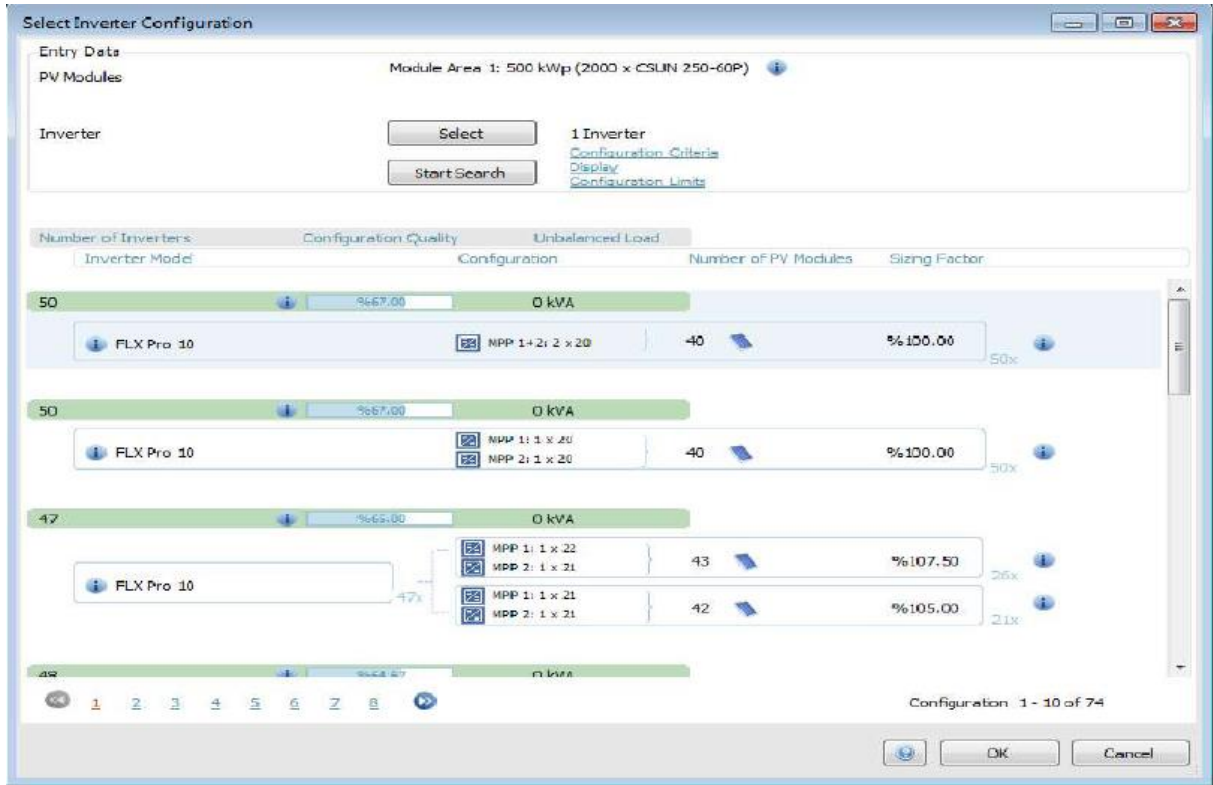 Select Inverter Configuration
Entry Data
PV Modules
Module Area 1: 500 kWp (2000 x CSUN 250-60P)
Inverter
Select
1 Inverter
Configuration Criteria
Start Search
Display
Configuration Limits
Number of Inverters Configuration Quality Unbalanced Load
Inverter Model Configuration Number of PV Modules Sizing Factor
50 %67.00 0 kVA
FLX Pro 10 MPP 1+2: 2 x 20 40 %100.00 50x
50 %67.00 0 kVA
MPP 1: 1 x 20
FLX Pro 10 40 %100.00
MPP 2: 1 x 20 50x
47 %65.00 0 kVA
MPP 1: 1 x 22
43 %107.50
MPP 2: 1 x 21 26x
FLX Pro 10 47x
MPP 1: 1 x 21
42 %105.00
MPP 2: 1 x 21 21x
48 %64.67 0 kVA
1 2 3 4 5 6 7 8
Configuration 1 - 10 of 74
OK Cancel